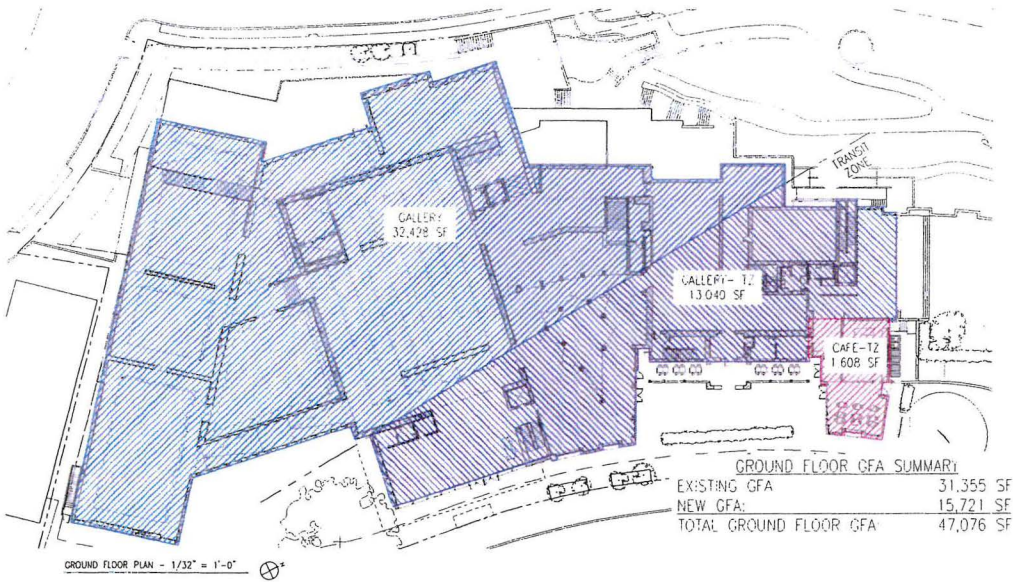 TRANSIT
ZONE
GALLERY
32,428 SF
GALLERY- TZ
13,040 SF
CAFE-TZ
1,608 SF
GROUND FLOOR GFA SUMMARY
EXISTING GFA 31,355 SF
NEW GFA: 15,721 SF
TOTAL GROUND FLOOR GFA: 47,076 SF
GROUND FLOOR PLAN - 1/32" = 1'-0"